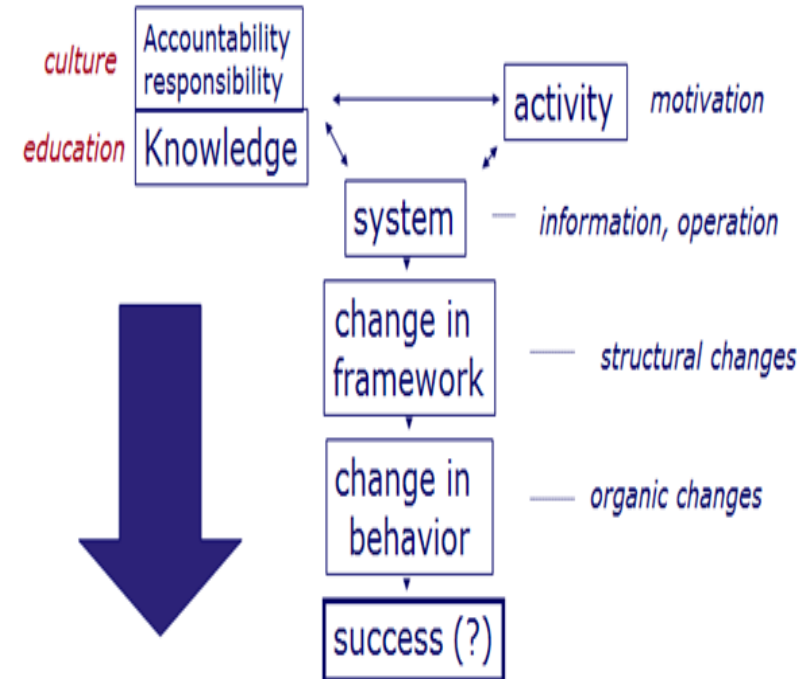 culture
Accountability
responsibility
education
Knowledge
activity
motivation
system
information, operation
change in
framework
structural changes
change in
behavior
organic changes
success (?)